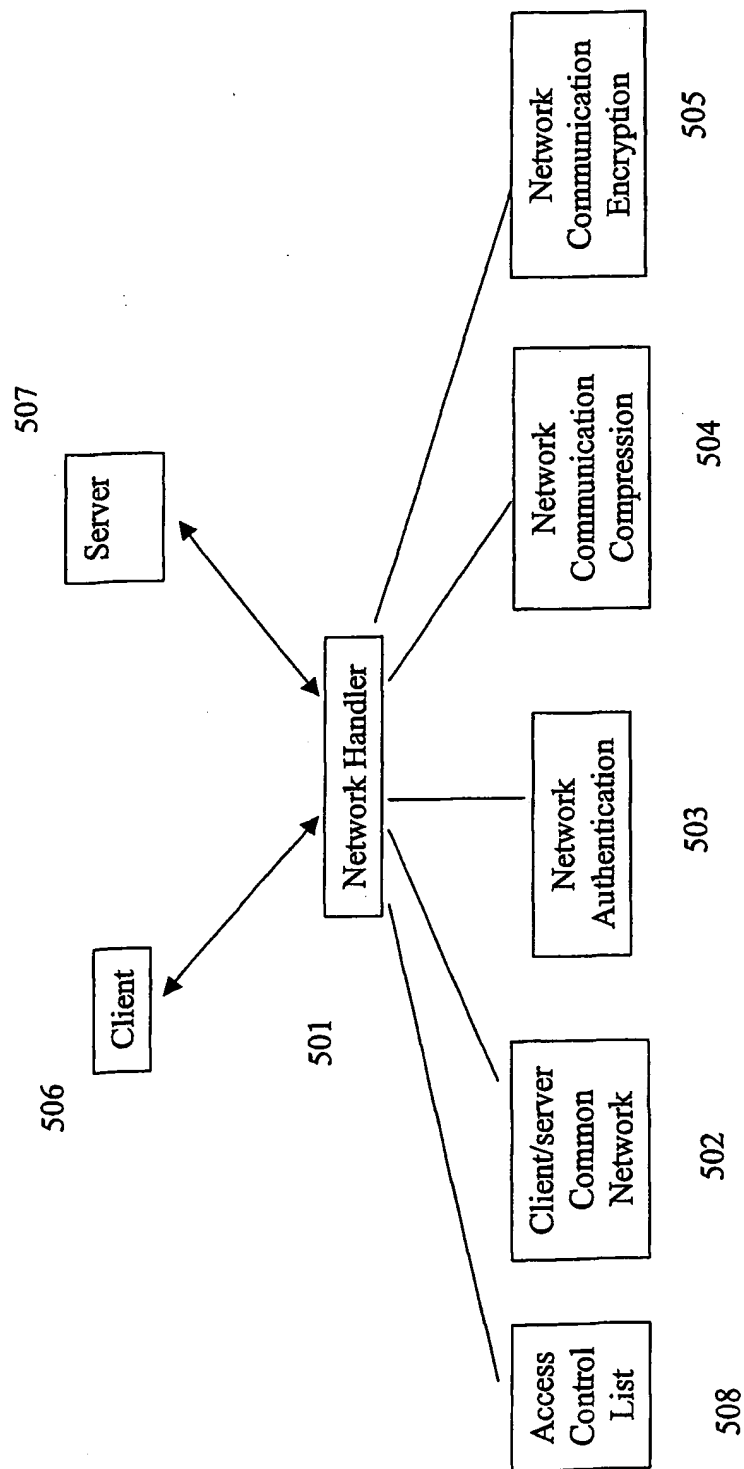 506
Client
507
Server
501
Network Handler
Access
Control
List
508
Client/server
Common
Network
502
Network
Authentication
503
Network
Communication
Compression
504
Network
Communication
Encryption
505